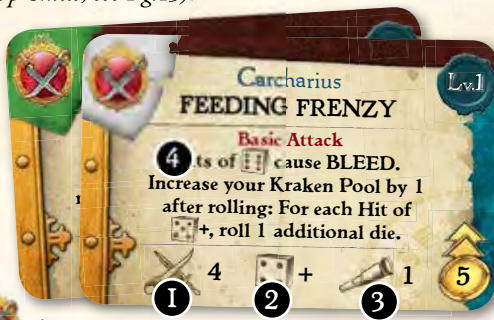 Carcharius
Lv.1
FEEDING FRENZY
Basic Attack
4 ts of cause BLEED.
Increase your Kraken Pool by 1
after rolling: For each Hit of
+, roll 1 additional die.
4 + 1 5
1 2 3